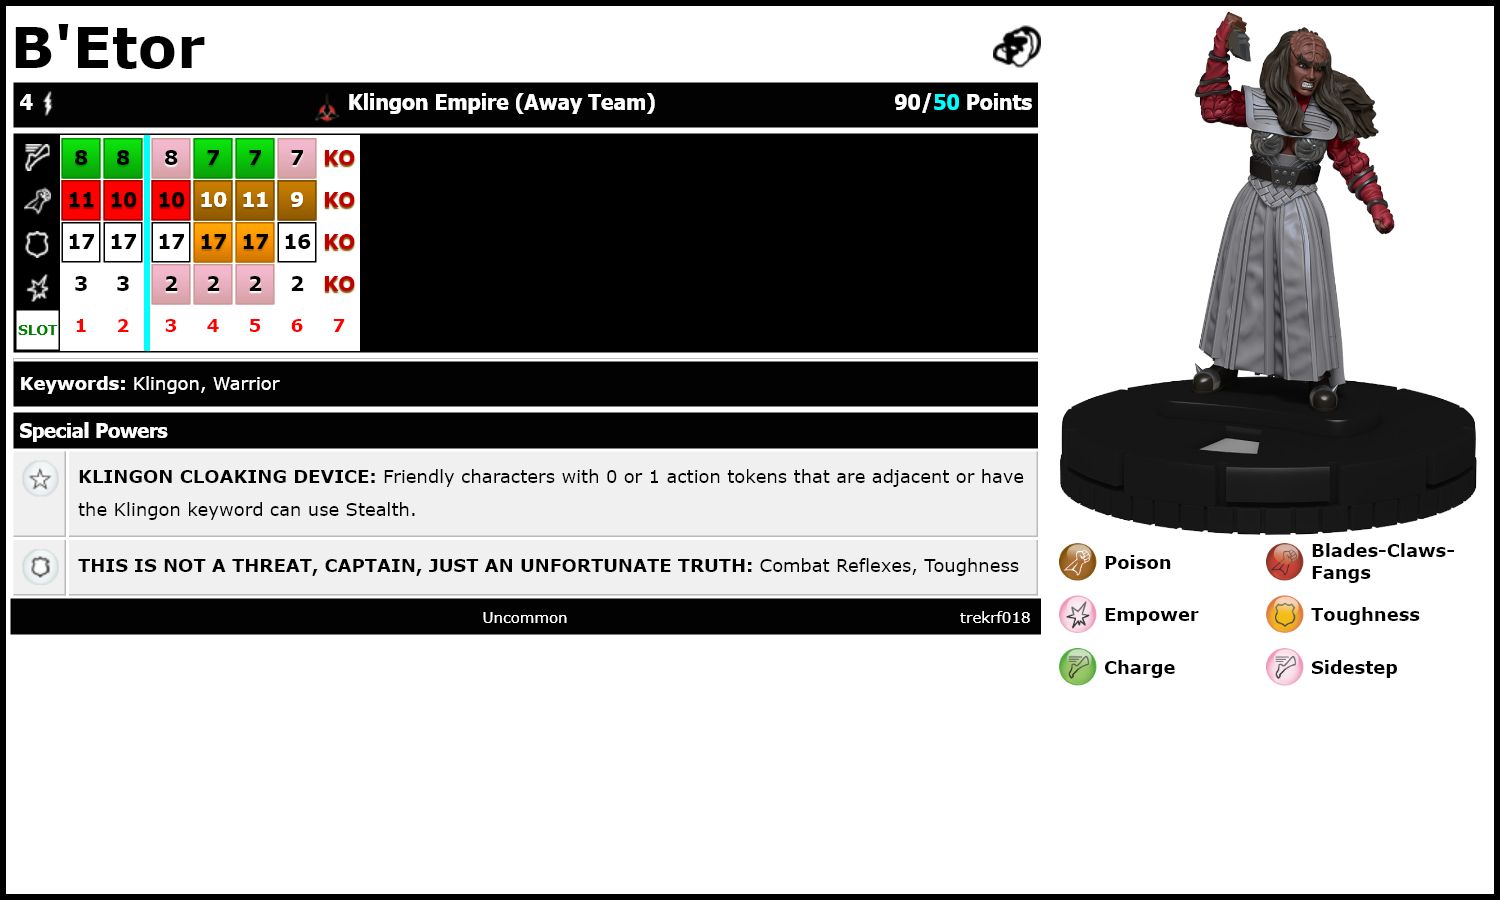 B'Etor
4 Klingon Empire (Away Team) 90/50 Points
8 8 8 7 7 7 KO
11 10 10 10 11 9 KO
17 17 17 17 17 16 KO
3 3 2 2 2 2 KO
SLOT 1 2 3 4 5 6 7
Keywords: Klingon, Warrior
Special Powers
KLINGON CLOAKING DEVICE: Friendly characters with 0 or 1 action tokens that are adjacent or have
the Klingon keyword can use Stealth.
THIS IS NOT A THREAT, CAPTAIN, JUST AN UNFORTUNATE TRUTH: Combat Reflexes, Toughness
Uncommon trekrf018
Poison
Blades-Claws-
Fangs
Empower
Toughness
Charge
Sidestep